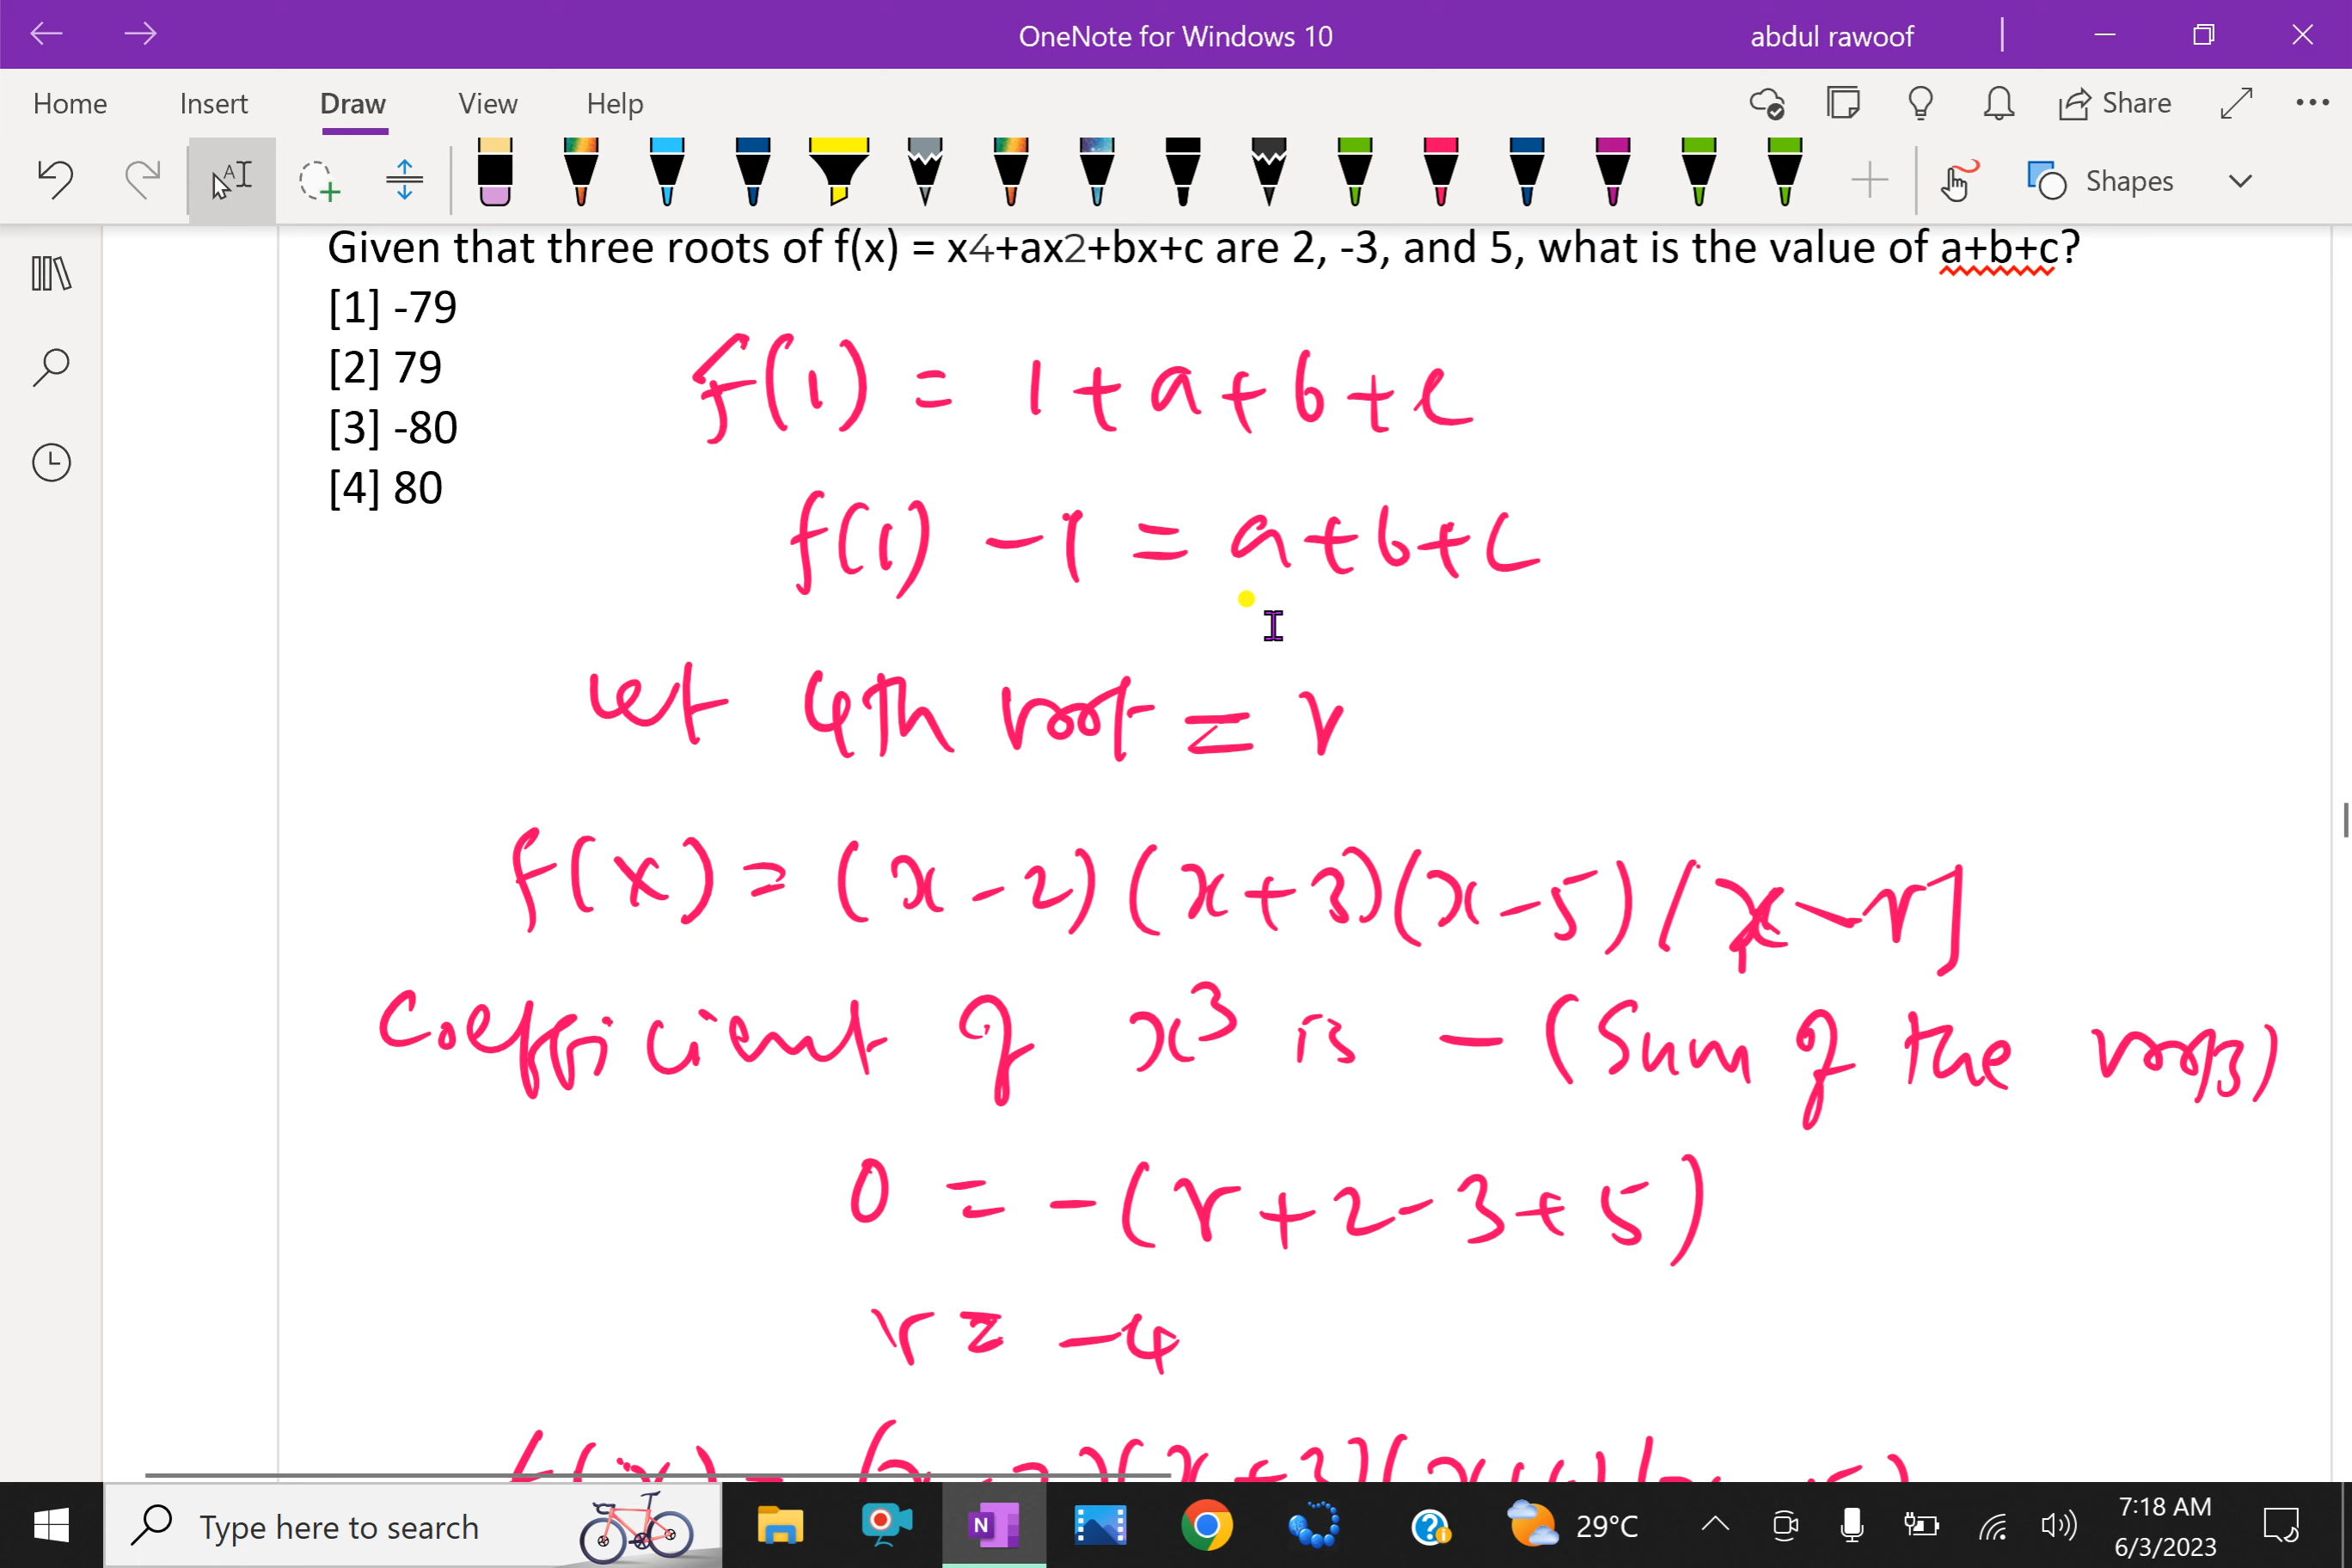 OneNote for Windows 10
abdul rawoof
Home Insert Draw View Help
Share
Shapes
Given that three roots of f(x) = x4+ax2+bx+c are 2, -3, and 5, what is the value of a+b+c?
[1] -79
[2] 79
[3] -80
[4] 80
f(1) = 1+a+b+c
f(1) -1 = a+b+c
let 4th root = r
f(x) = (x-2)(x+3)(x-5)[x-r]
Coefficient of x³ is - (Sum of the roots)
0 = -(r+2-3+5)
r = -4
Type here to search
29°C
7:18 AM
6/3/2023